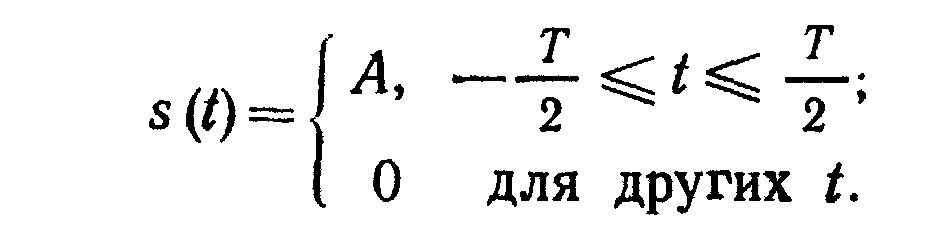 s(t) = { A, −T/2 ⩽ t ⩽ T/2;
0 для других t.